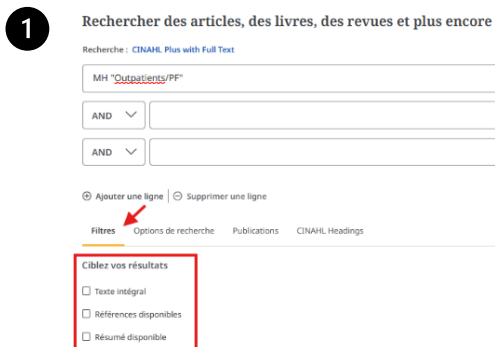 1
Rechercher des articles, des livres, des revues et plus encore
Recherche : CINAHL Plus with Full Text
MH "Outpatients/PF"
AND
AND
Ajouter une ligne | Supprimer une ligne
Filtres Options de recherche Publications CINAHL Headings
Ciblez vos résultats
Texte intégral
Références disponibles
Résumé disponible